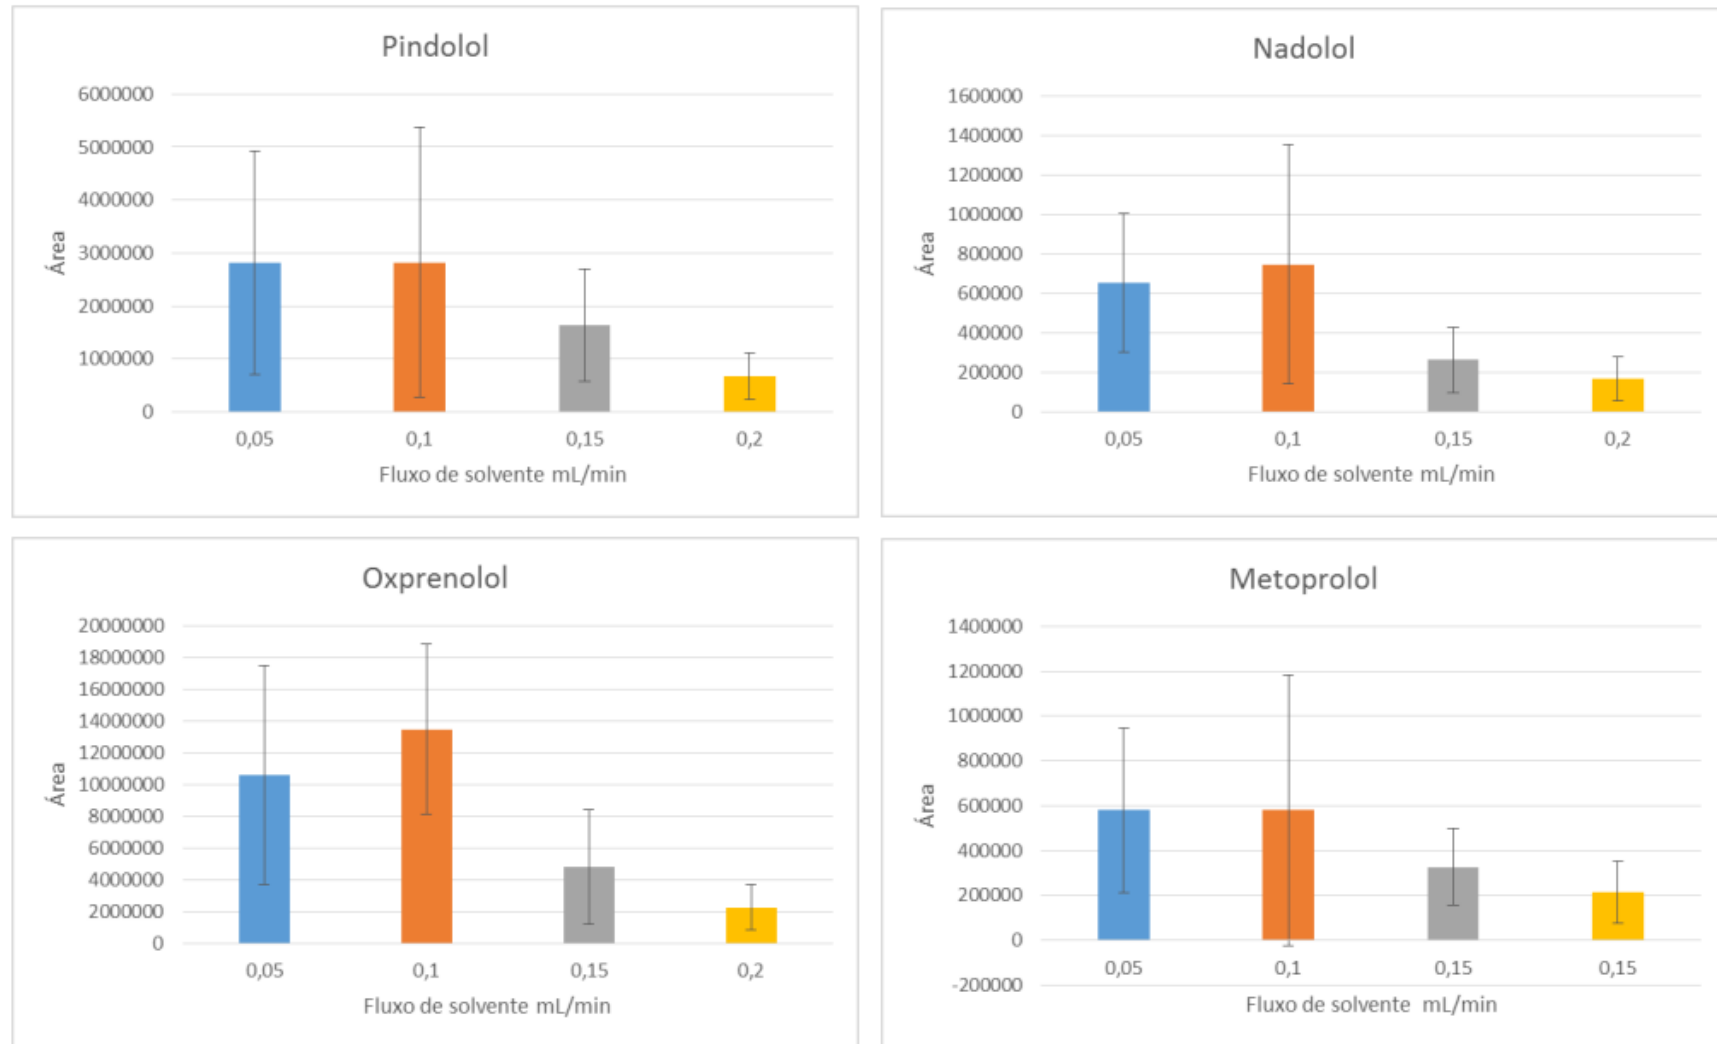 Pindolol
6000000
5000000
4000000
3000000
2000000
1000000
0
Área
0,05 0,1 0,15 0,2
Fluxo de solvente mL/min
Nadolol
1600000
1400000
1200000
1000000
800000
600000
400000
200000
0
Área
0,05 0,1 0,15 0,2
Fluxo de solvente mL/min
Oxprenolol
20000000
18000000
16000000
14000000
12000000
10000000
8000000
6000000
4000000
2000000
0
Área
0,05 0,1 0,15 0,2
Fluxo de solvente mL/min
Metoprolol
1400000
1200000
1000000
800000
600000
400000
200000
0
-200000
Área
0,05 0,1 0,15 0,15
Fluxo de solvente mL/min